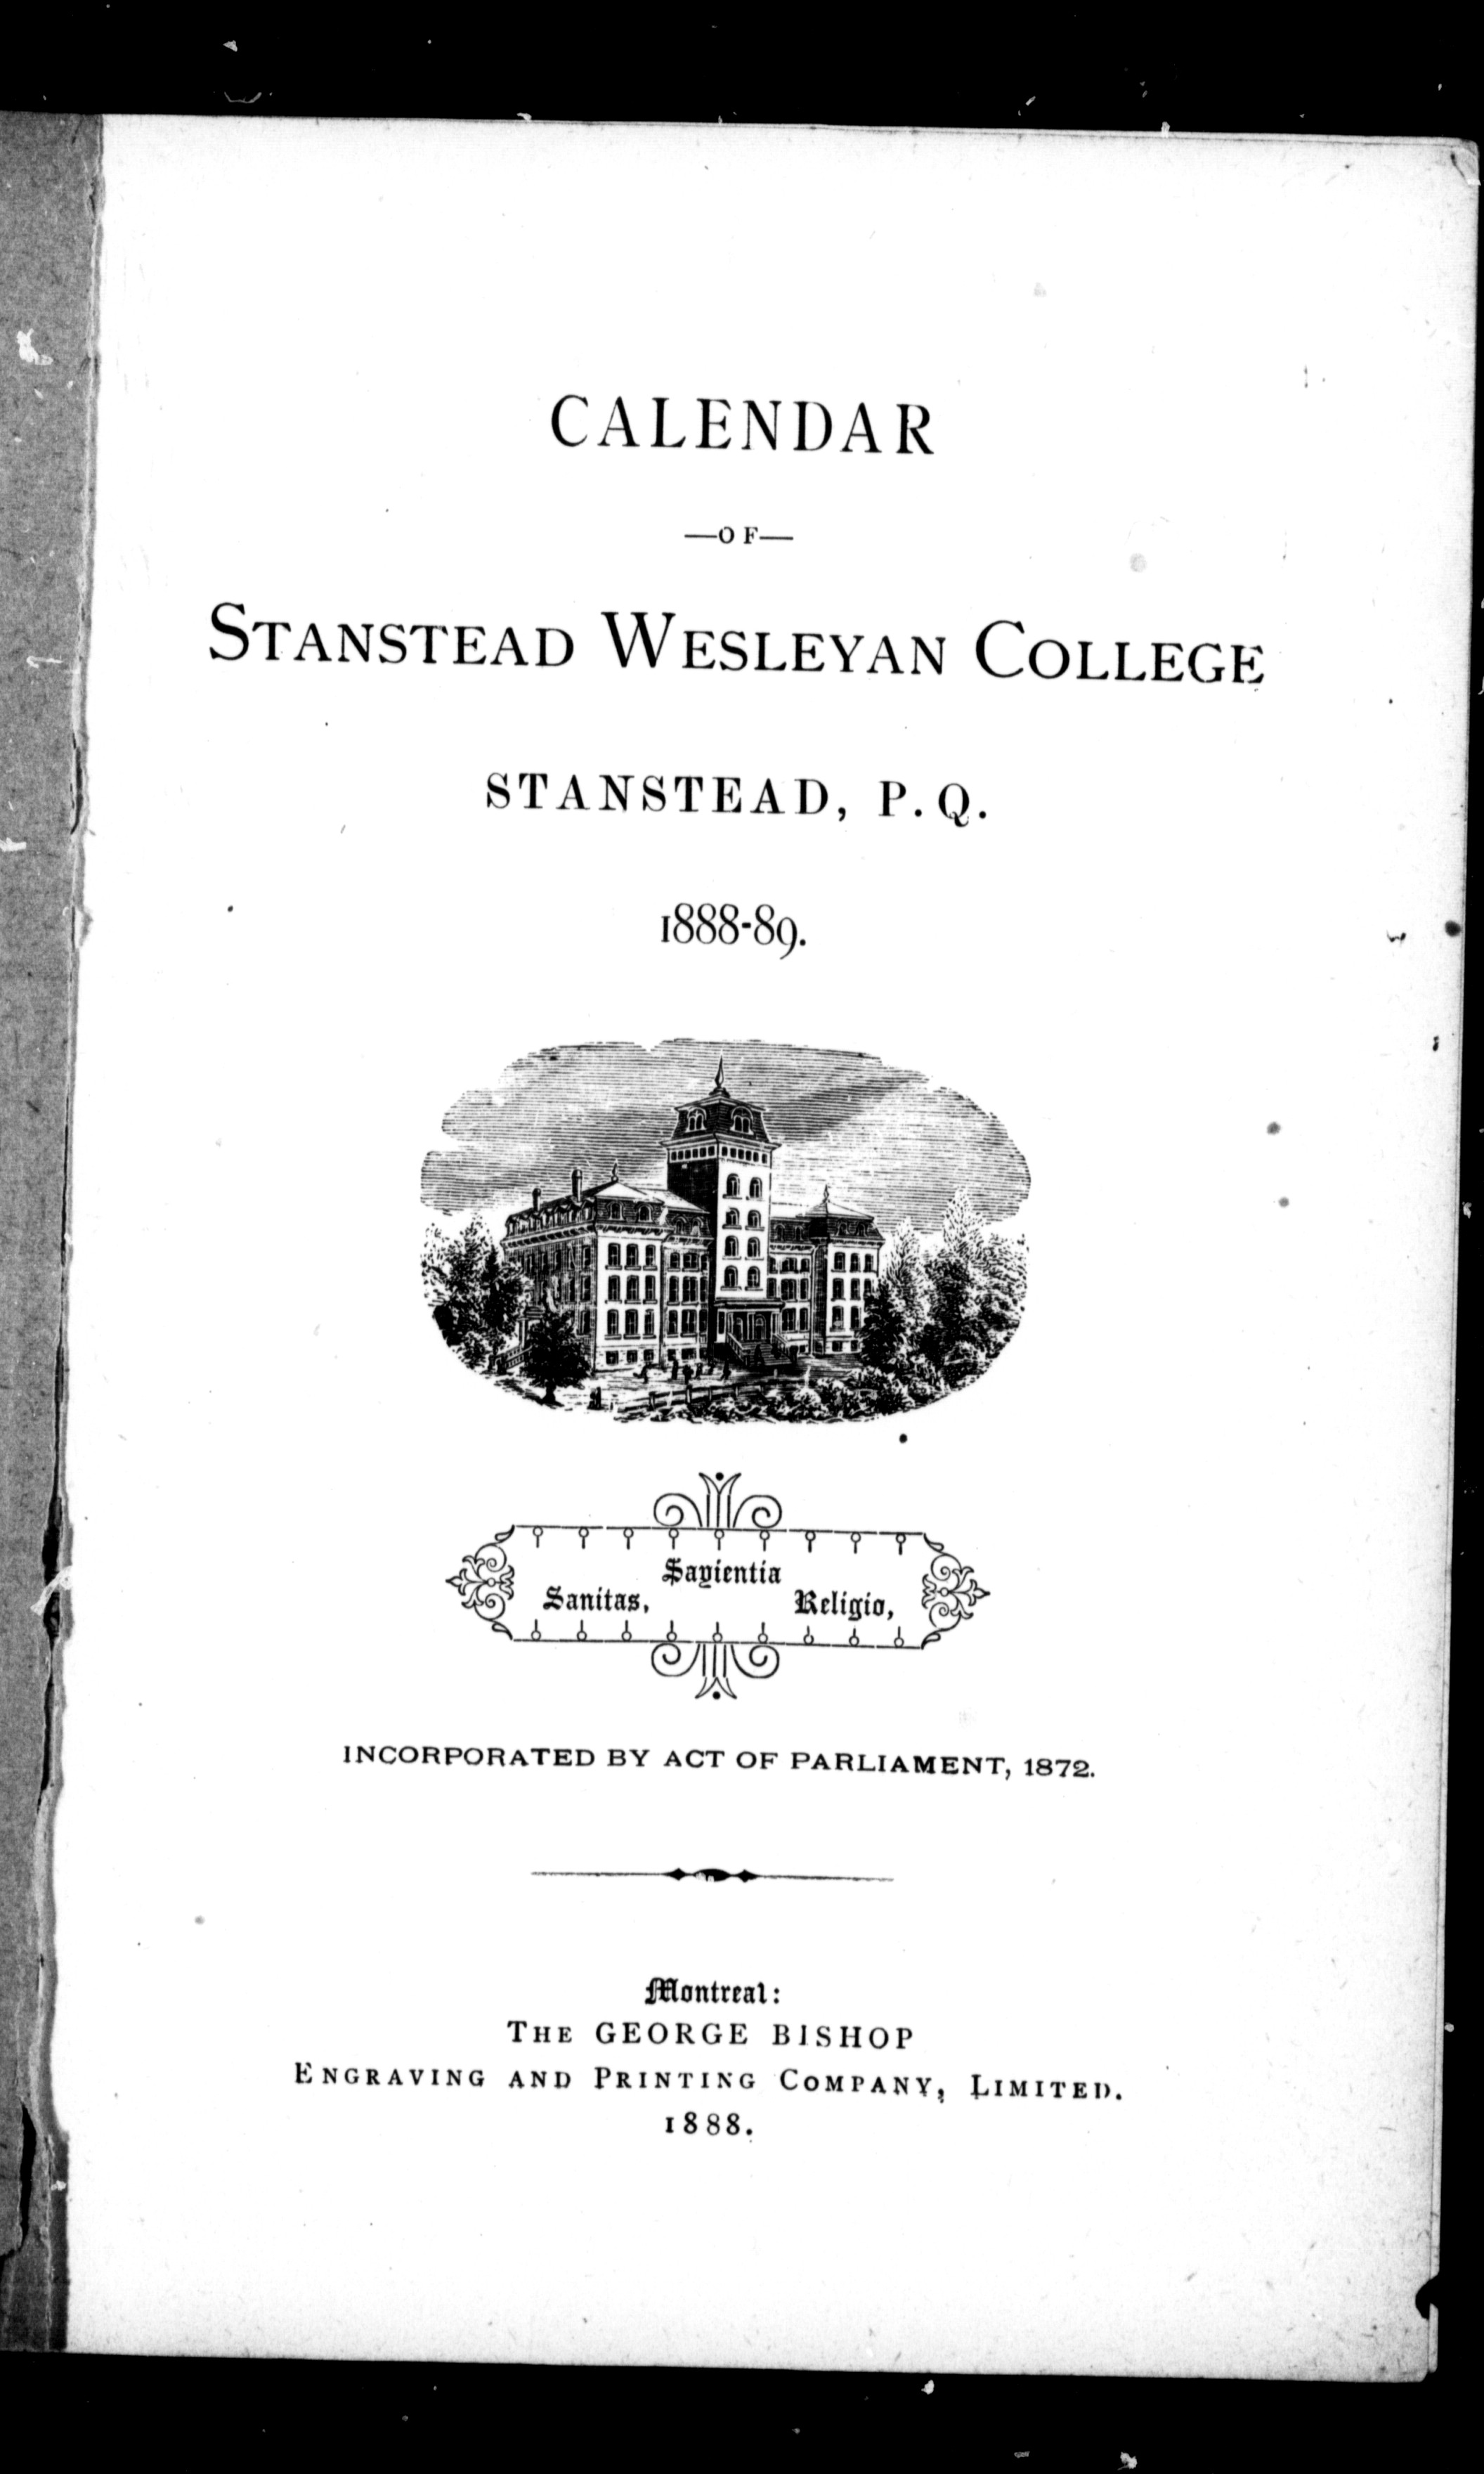 CALENDAR
—OF—
STANSTEAD WESLEYAN COLLEGE
STANSTEAD, P. Q.
1888-89.
Sapientia
Sanitas, Religio,
INCORPORATED BY ACT OF PARLIAMENT, 1872.
Montreal:
THE GEORGE BISHOP
ENGRAVING AND PRINTING COMPANY, LIMITED.
1888.